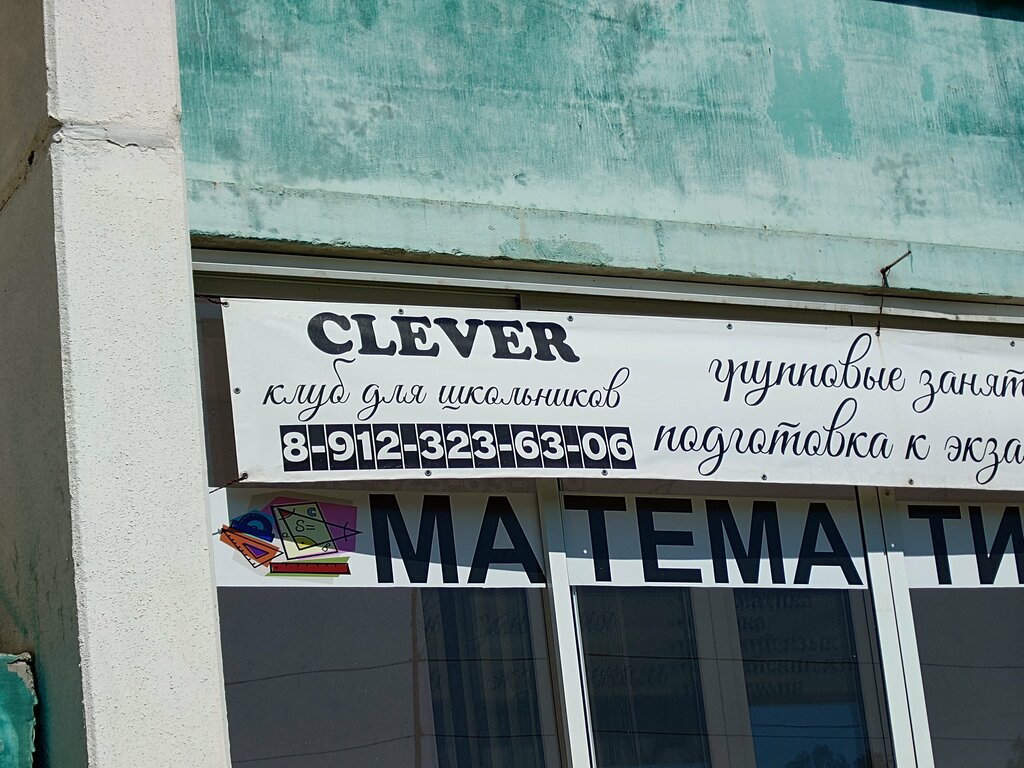 CLEVER
клуб для школьников
8-912-323-63-06
групповые занят
подготовка к экза
МАТЕМАТИ